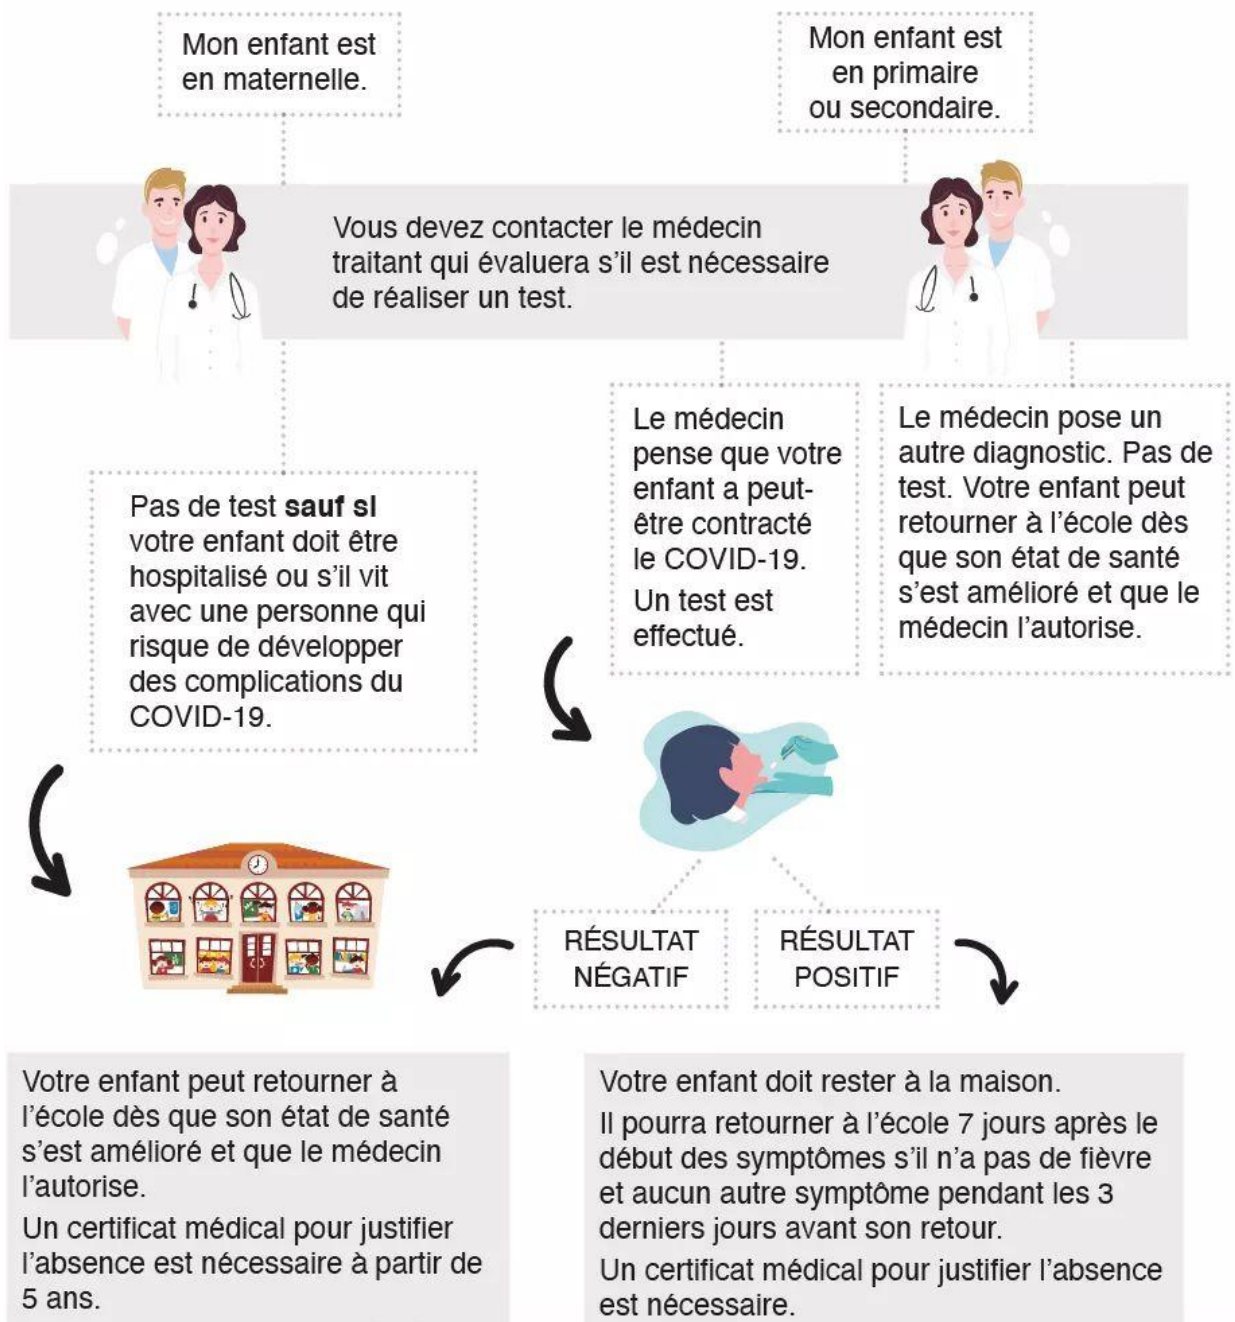 Mon enfant est
en maternelle.
Mon enfant est
en primaire
ou secondaire.
Vous devez contacter le médecin
traitant qui évaluera s’il est nécessaire
de réaliser un test.
Pas de test sauf si
votre enfant doit être
hospitalisé ou s’il vit
avec une personne qui
risque de développer
des complications du
COVID-19.
Le médecin
pense que votre
enfant a peut-
être contracté
le COVID-19.
Un test est
effectué.
Le médecin pose un
autre diagnostic. Pas de
test. Votre enfant peut
retourner à l’école dès
que son état de santé
s’est amélioré et que le
médecin l’autorise.
RÉSULTAT
NÉGATIF
RÉSULTAT
POSITIF
Votre enfant peut retourner à
l’école dès que son état de santé
s’est amélioré et que le médecin
l’autorise.
Un certificat médical pour justifier
l’absence est nécessaire à partir de
5 ans.
Votre enfant doit rester à la maison.
Il pourra retourner à l’école 7 jours après le
début des symptômes s’il n’a pas de fièvre
et aucun autre symptôme pendant les 3
derniers jours avant son retour.
Un certificat médical pour justifier l’absence
est nécessaire.